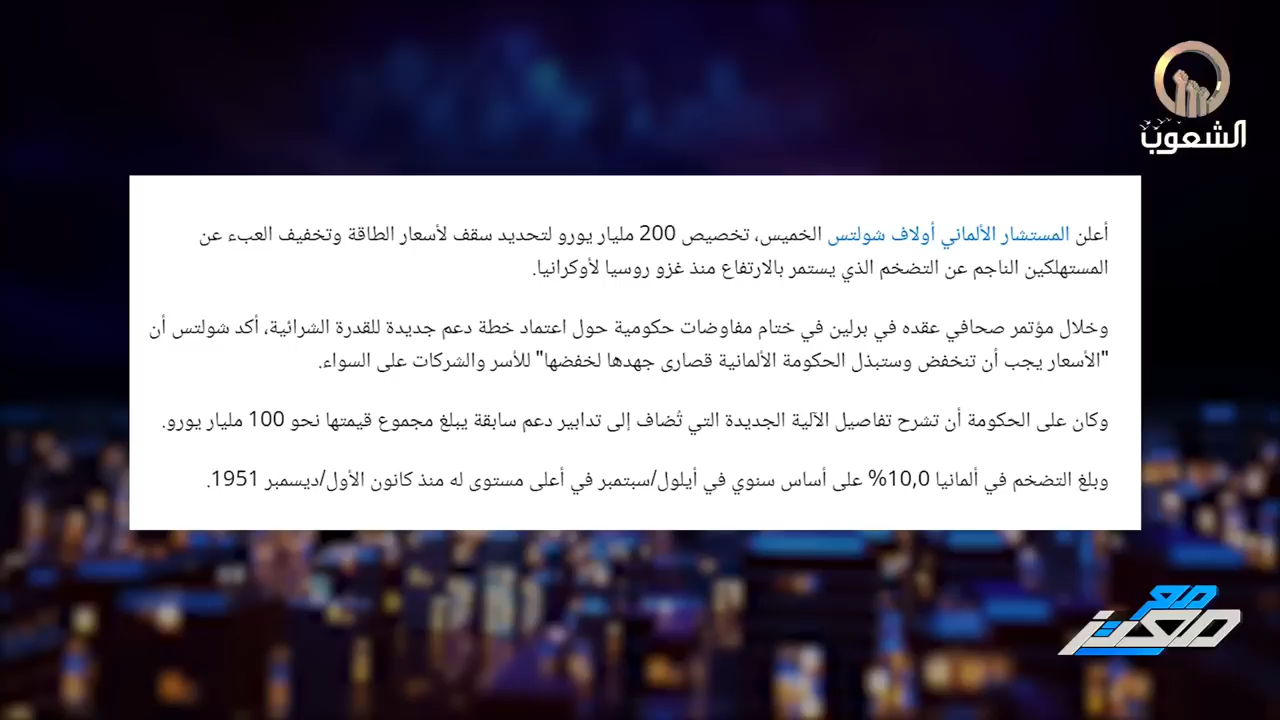 الشعوب
أعلن المستشار الألماني أولاف شولتس الخميس، تخصيص 200 مليار يورو لتحديد سقف لأسعار الطاقة وتخفيف العبء عن
المستهلكين الناجم عن التضخم الذي يستمر بالارتفاع منذ غزو روسيا لأوكرانيا.
وخلال مؤتمر صحافي عقده في برلين في ختام مفاوضات حكومية حول اعتماد خطة دعم جديدة للقدرة الشرائية، أكد شولتس أن
"الأسعار يجب أن تنخفض وستبذل الحكومة الألمانية قصارى جهدها لخفضها" للأسر والشركات على السواء.
وكان على الحكومة أن تشرح تفاصيل الآلية الجديدة التي تُضاف إلى تدابير دعم سابقة يبلغ مجموع قيمتها نحو 100 مليار يورو.
وبلغ التضخم في ألمانيا 10,0% على أساس سنوي في أيلول/سبتمبر في أعلى مستوى له منذ كانون الأول/ديسمبر 1951.
مع
معتز